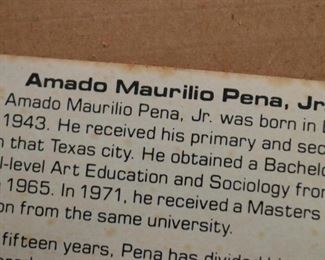 Amado Maurilio Pena, Jr
Amado Maurilio Pena, Jr. was born in
1943. He received his primary and sec
that Texas city. He obtained a Bachelo
l-level Art Education and Sociology from
1965. In 1971, he received a Masters
on from the same university.
fifteen years, Pena has divided